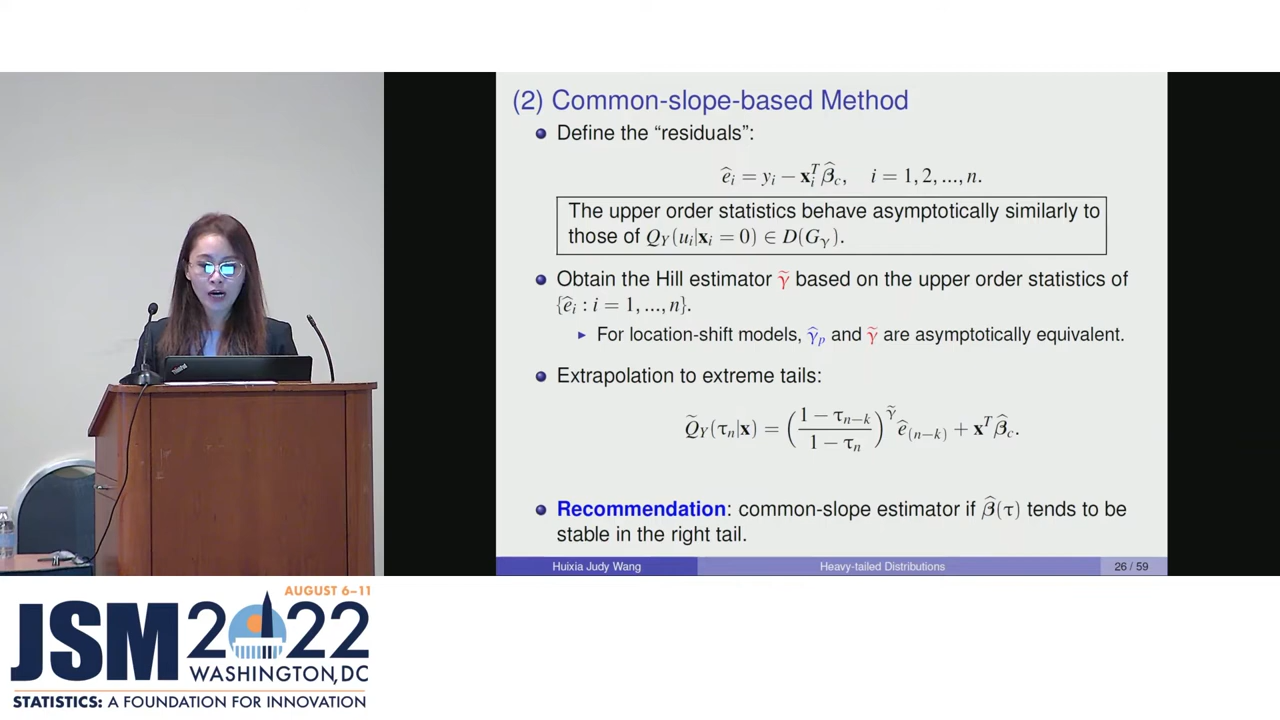 (2) Common-slope-based Method
Define the “residuals”:
ê_i = y_i − x_i^T β̂_c, i = 1, 2, ..., n.
The upper order statistics behave asymptotically similarly to
those of Q_Y(u_i|x_i = 0) ∈ D(G_γ).
Obtain the Hill estimator γ̃ based on the upper order statistics of
{ê_i : i = 1, ..., n}.
For location-shift models, γ̂_p and γ̃ are asymptotically equivalent.
Extrapolation to extreme tails:
Q̃_Y(τ_n|x) = ((1 − τ_{n−k})/(1 − τ_n))^γ̃ ê_(n−k) + x^T β̂_c.
Recommendation: common-slope estimator if β̂(τ) tends to be
stable in the right tail.
Huixia Judy Wang Heavy-tailed Distributions 26 / 59
ThinkPad
AUGUST 6–11
JSM 2022
WASHINGTON, DC
STATISTICS: A FOUNDATION FOR INNOVATION